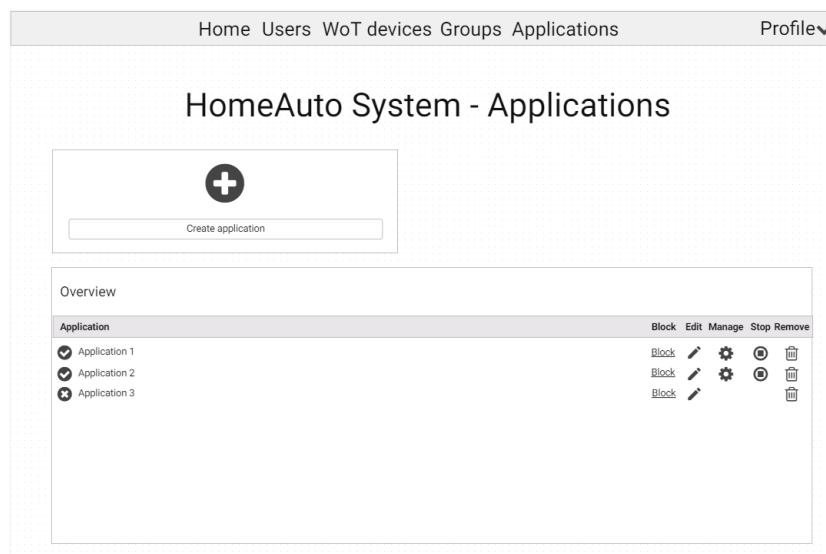 Home Users WoT devices Groups Applications Profile
HomeAuto System - Applications
Create application
Overview
Application Block Edit Manage Stop Remove
Application 1 Block
Application 2 Block
Application 3 Block